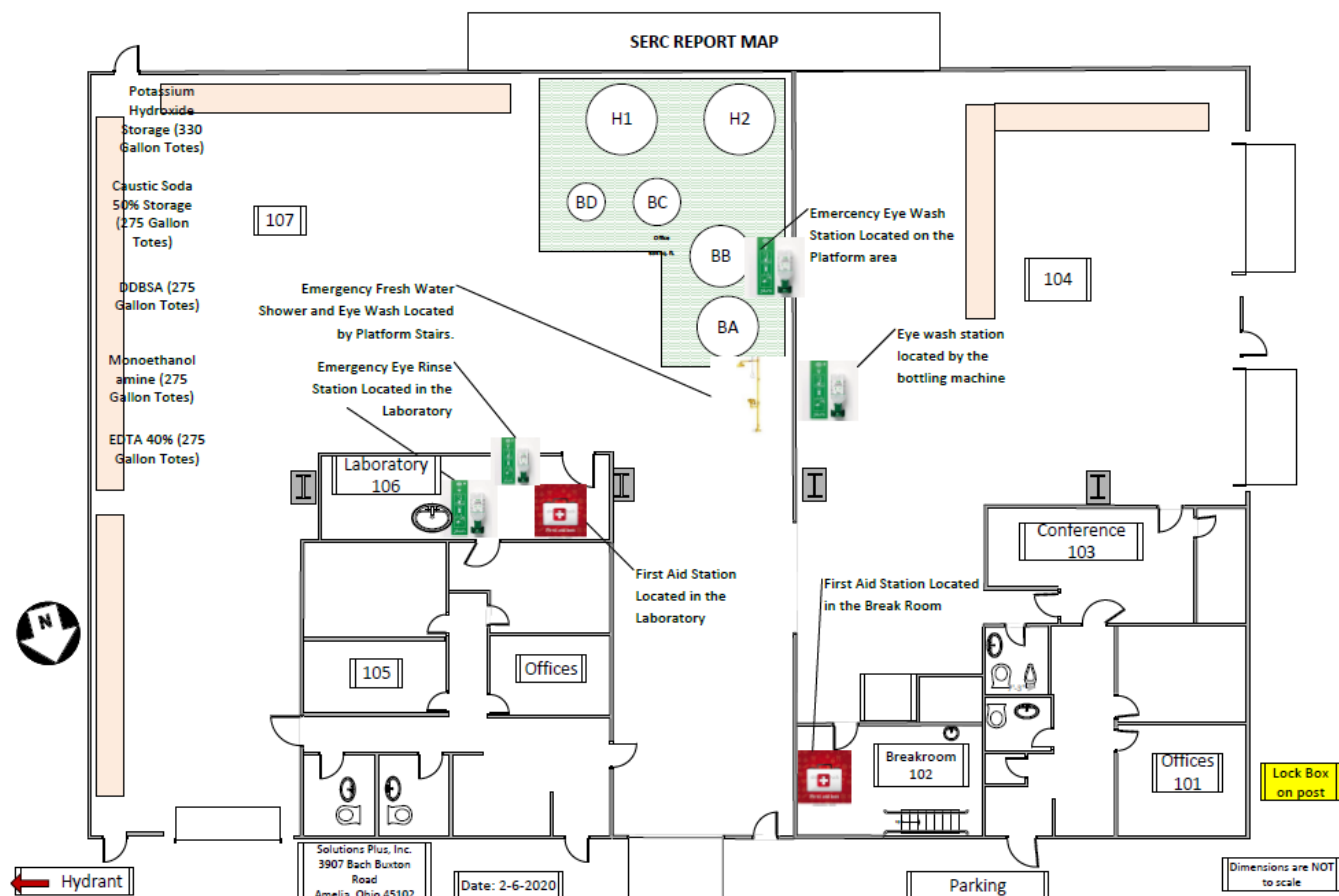 SERC REPORT MAP
Potassium
Hydroxide
Storage (330
Gallon Totes)
Caustic Soda
50% Storage
(275 Gallon
Totes)
DDBSA (275
Gallon Totes)
Monoethanol
amine (275
Gallon Totes)
EDTA 40% (275
Gallon Totes)
107
H1
H2
BD
BC
Office
BB
BA
Emercency Eye Wash
Station Located on the
Platform area
104
Emergency Fresh Water
Shower and Eye Wash Located
by Platform Stairs.
Eye wash station
located by the
bottling machine
Emergency Eye Rinse
Station Located in the
Laboratory
Laboratory
106
First Aid Station
Located in the
Laboratory
First Aid Station Located
in the Break Room
Conference
103
N
105
Offices
Breakroom
102
Offices
101
Lock Box
on post
Hydrant
Solutions Plus, Inc.
3907 Bach Buxton
Road
Amelia, Ohio 45102
Date: 2-6-2020
Parking
Dimensions are NOT
to scale